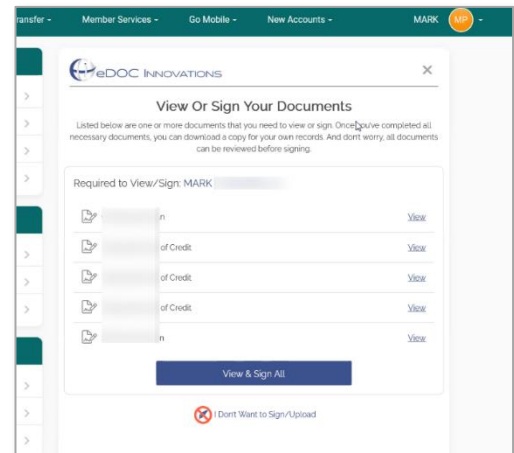 ransfer - Member Services - Go Mobile - New Accounts - MARK MP -
eDOC INNOVATIONS
View Or Sign Your Documents
Listed below are one or more documents that you need to view or sign. Once you've completed all
necessary documents, you can download a copy for your own records. And don't worry, all documents
can be reviewed before signing.
Required to View/Sign: MARK
n View
of Credit View
of Credit View
of Credit View
n View
View & Sign All
I Dont Want to Sign/Upload